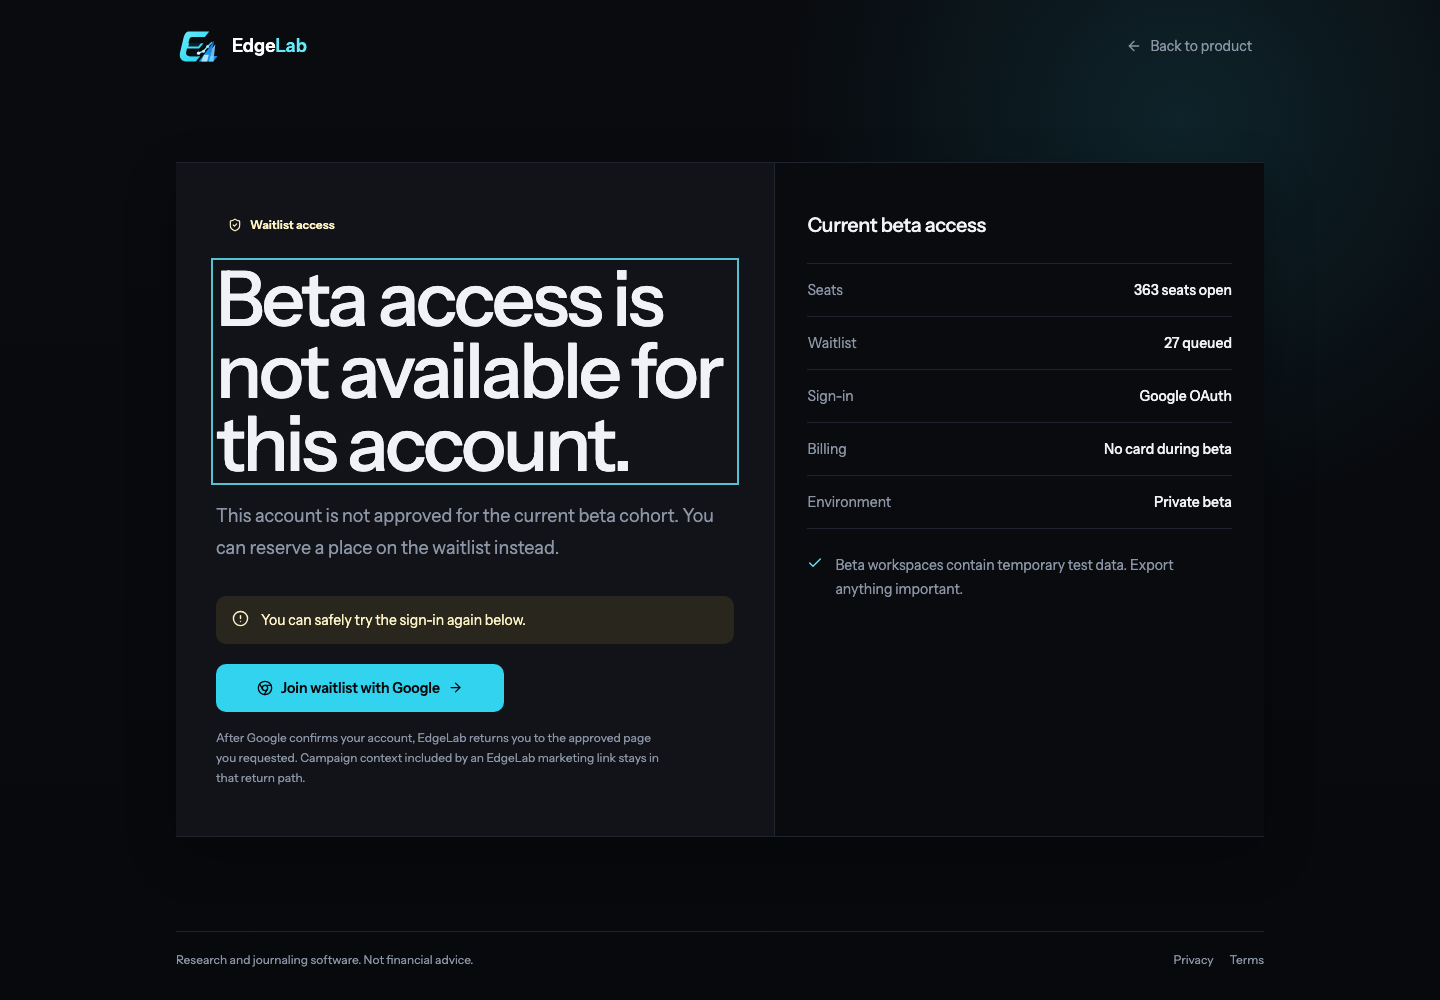 EdgeLab
Back to product
Waitlist access
Beta access is
not available for
this account.
This account is not approved for the current beta cohort. You
can reserve a place on the waitlist instead.
You can safely try the sign-in again below.
Join waitlist with Google
After Google confirms your account, EdgeLab returns you to the approved page
you requested. Campaign context included by an EdgeLab marketing link stays in
that return path.
Current beta access
Seats 363 seats open
Waitlist 27 queued
Sign-in Google OAuth
Billing No card during beta
Environment Private beta
Beta workspaces contain temporary test data. Export
anything important.
Research and journaling software. Not financial advice.
Privacy Terms